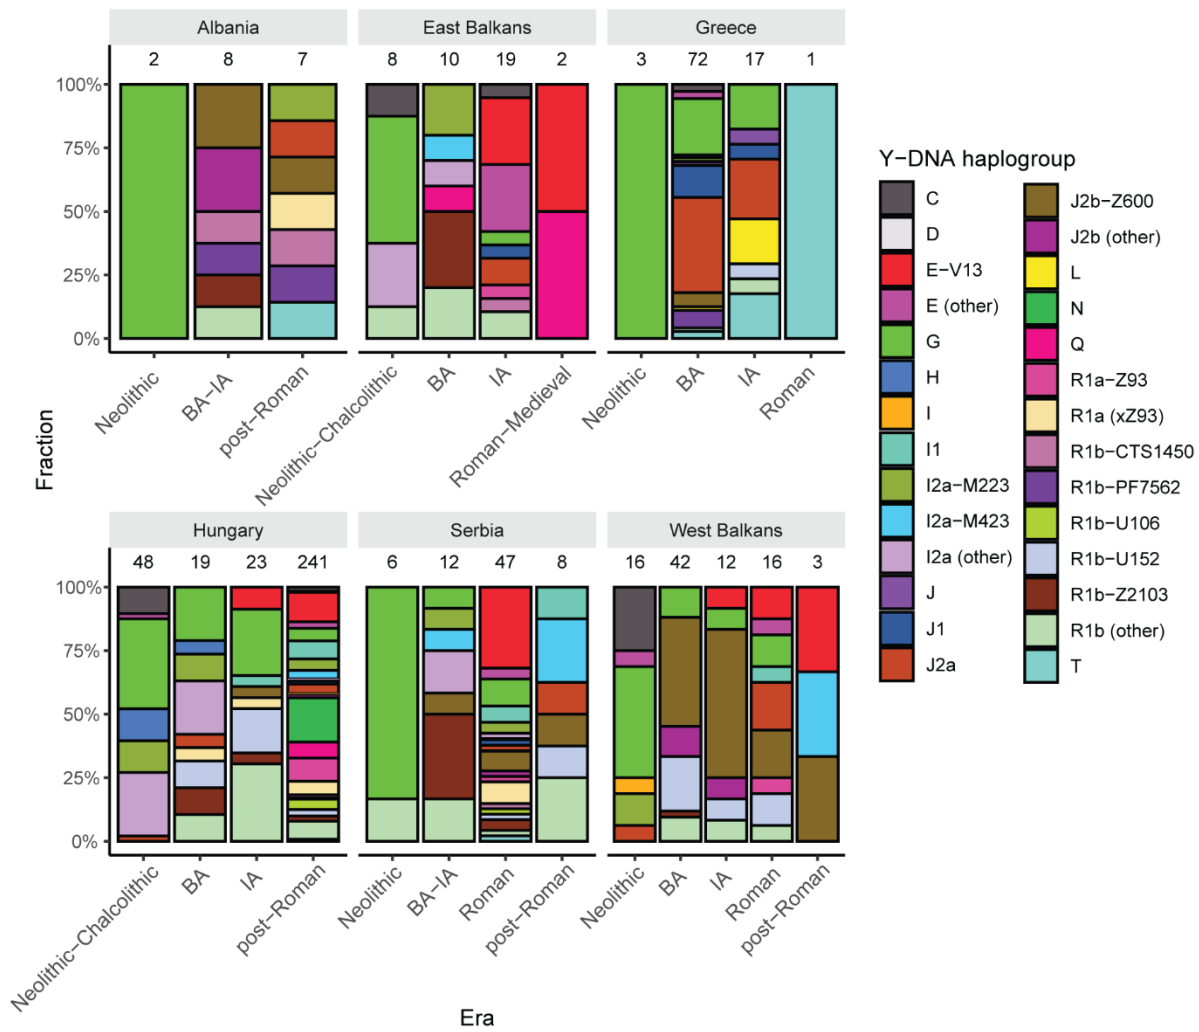 Albania
East Balkans
Greece
2 8 7
8 10 19 2
3 72 17 1
100%
75%
50%
25%
0%
Neolithic
BA−IA
post−Roman
Neolithic−Chalcolithic
BA
IA
Roman−Medieval
Neolithic
BA
IA
Roman
Fraction
Hungary
Serbia
West Balkans
48 19 23 241
6 12 47 8
16 42 12 16 3
100%
75%
50%
25%
0%
Neolithic−Chalcolithic
BA
IA
post−Roman
Neolithic
BA−IA
Roman
post−Roman
Neolithic
BA
IA
Roman
post−Roman
Era
Y−DNA haplogroup
C
D
E−V13
E (other)
G
H
I
I1
I2a−M223
I2a−M423
I2a (other)
J
J1
J2a
J2b−Z600
J2b (other)
L
N
Q
R1a−Z93
R1a (xZ93)
R1b−CTS1450
R1b−PF7562
R1b−U106
R1b−U152
R1b−Z2103
R1b (other)
T